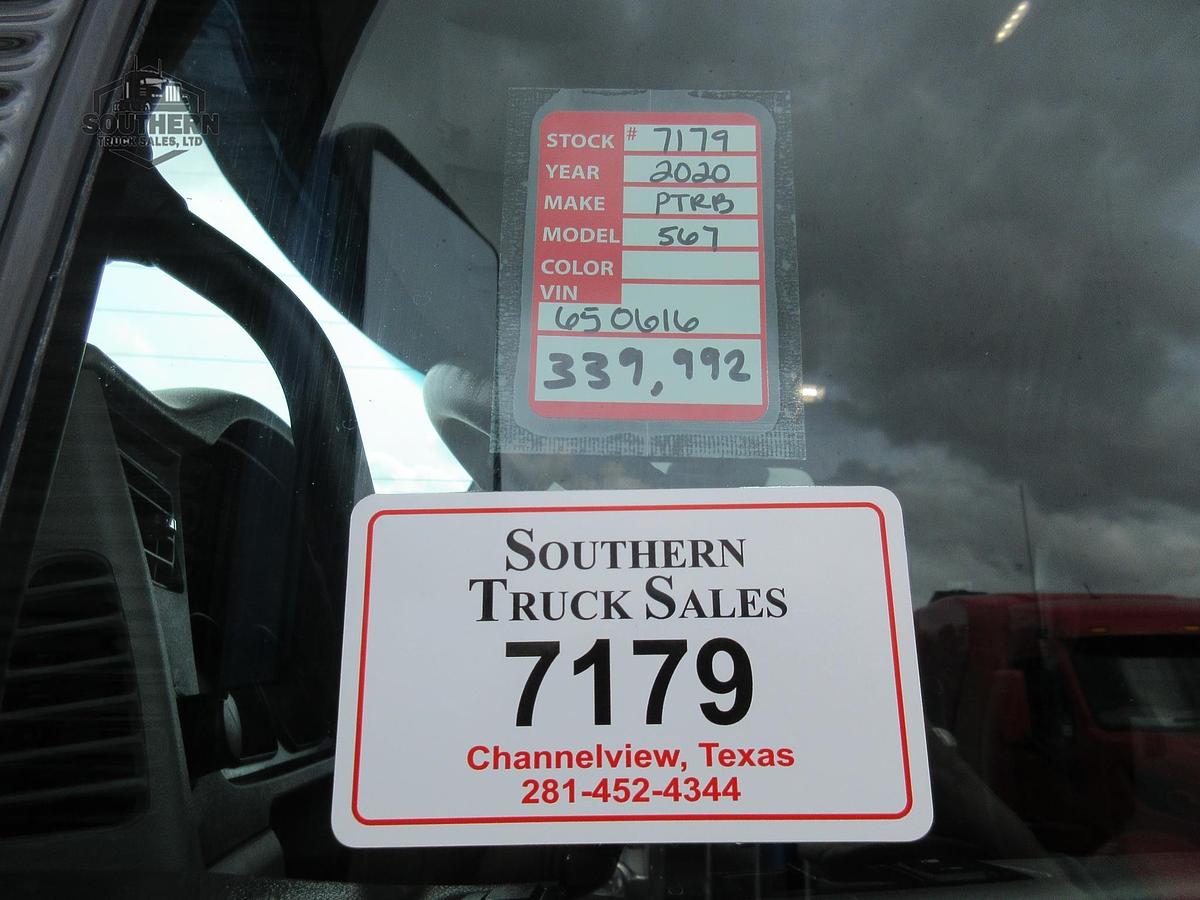 SOUTHERN
TRUCK SALES, LTD
STOCK # 7179
YEAR 2020
MAKE PTRB
MODEL 567
COLOR
VIN
650616
339,992
SOUTHERN
TRUCK SALES
7179
Channelview, Texas
281-452-4344